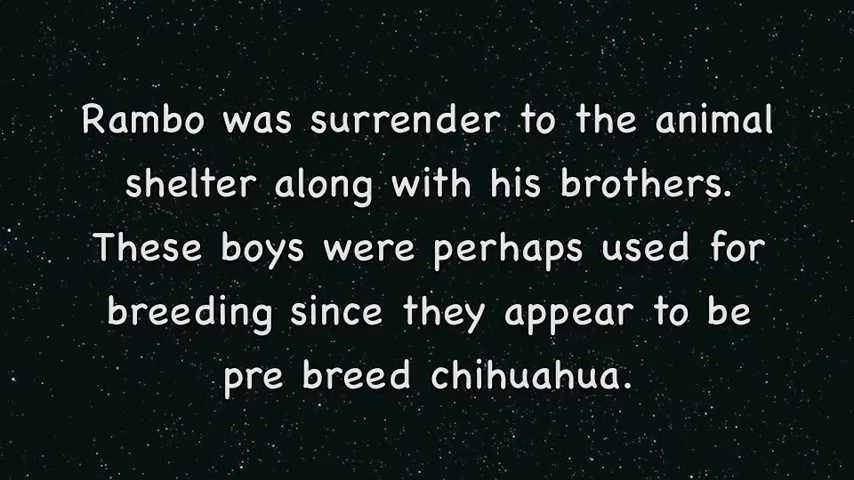 Rambo was surrender to the animal
shelter along with his brothers.
These boys were perhaps used for
breeding since they appear to be
pre breed chihuahua.